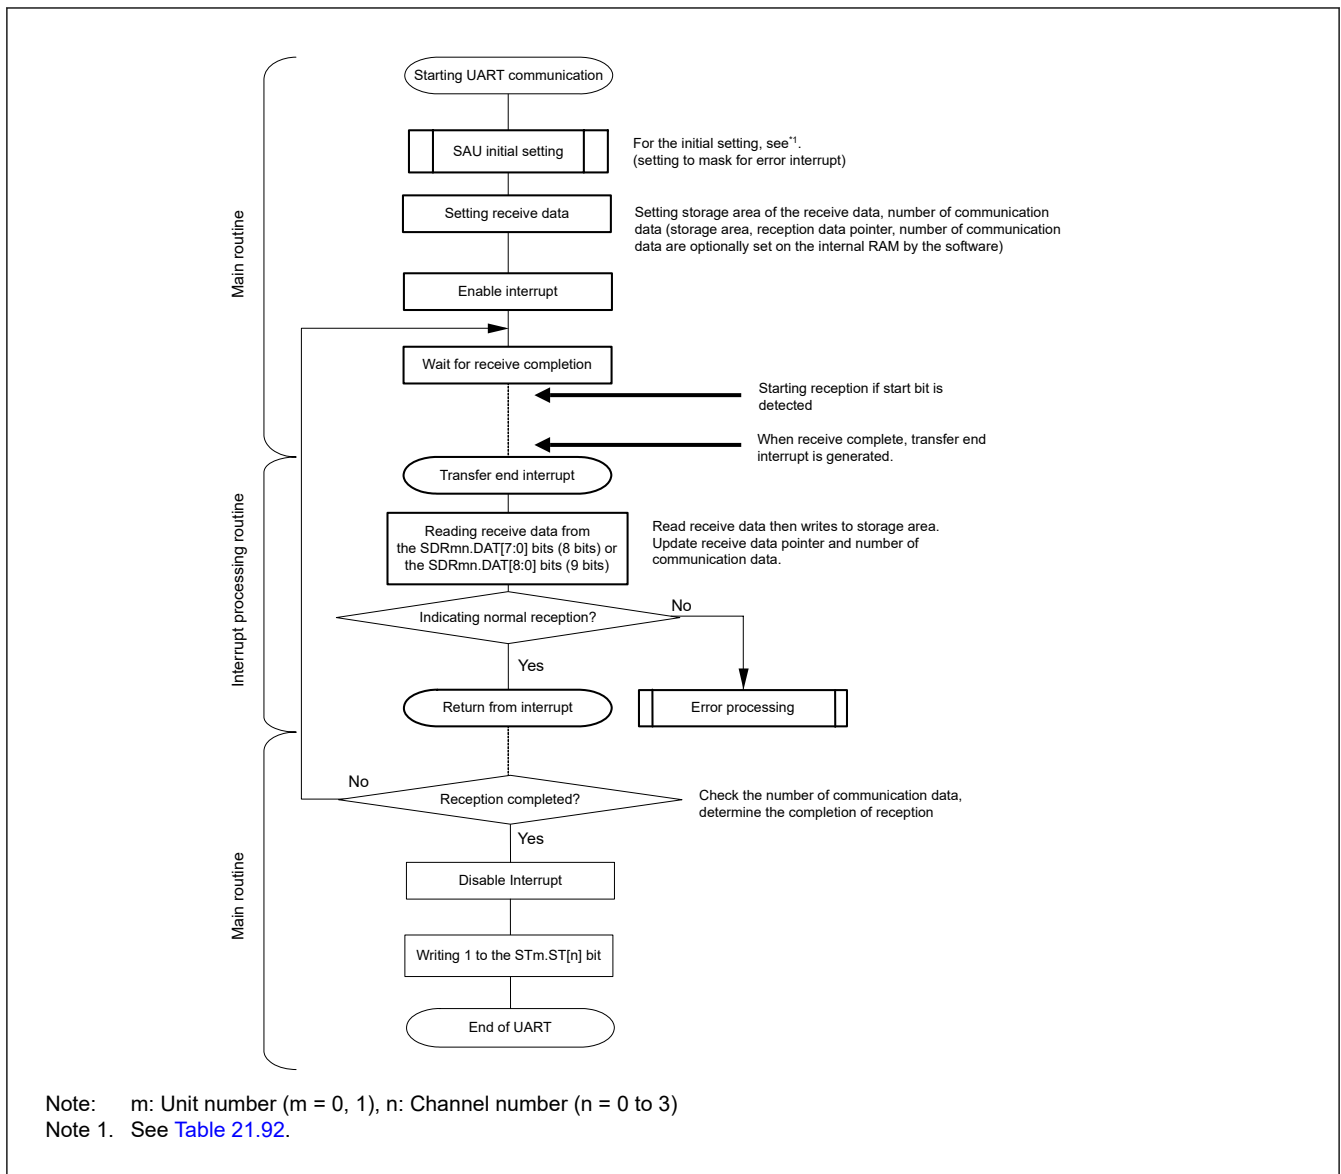 Starting UART communication
SAU initial setting
For the initial setting, see*1.
(setting to mask for error interrupt)
Setting receive data
Setting storage area of the receive data, number of communication
data (storage area, reception data pointer, number of communication
data are optionally set on the internal RAM by the software)
Main routine
Enable interrupt
Wait for receive completion
Starting reception if start bit is
detected
When receive complete, transfer end
interrupt is generated.
Transfer end interrupt
Interrupt processing routine
Reading receive data from
the SDRmn.DAT[7:0] bits (8 bits) or
the SDRmn.DAT[8:0] bits (9 bits)
Read receive data then writes to storage area.
Update receive data pointer and number of
communication data.
Indicating normal reception?
No
Yes
Return from interrupt
Error processing
No
Reception completed?
Check the number of communication data,
determine the completion of reception
Yes
Main routine
Disable Interrupt
Writing 1 to the STm.ST[n] bit
End of UART
Note: m: Unit number (m = 0, 1), n: Channel number (n = 0 to 3)
Note 1. See Table 21.92.